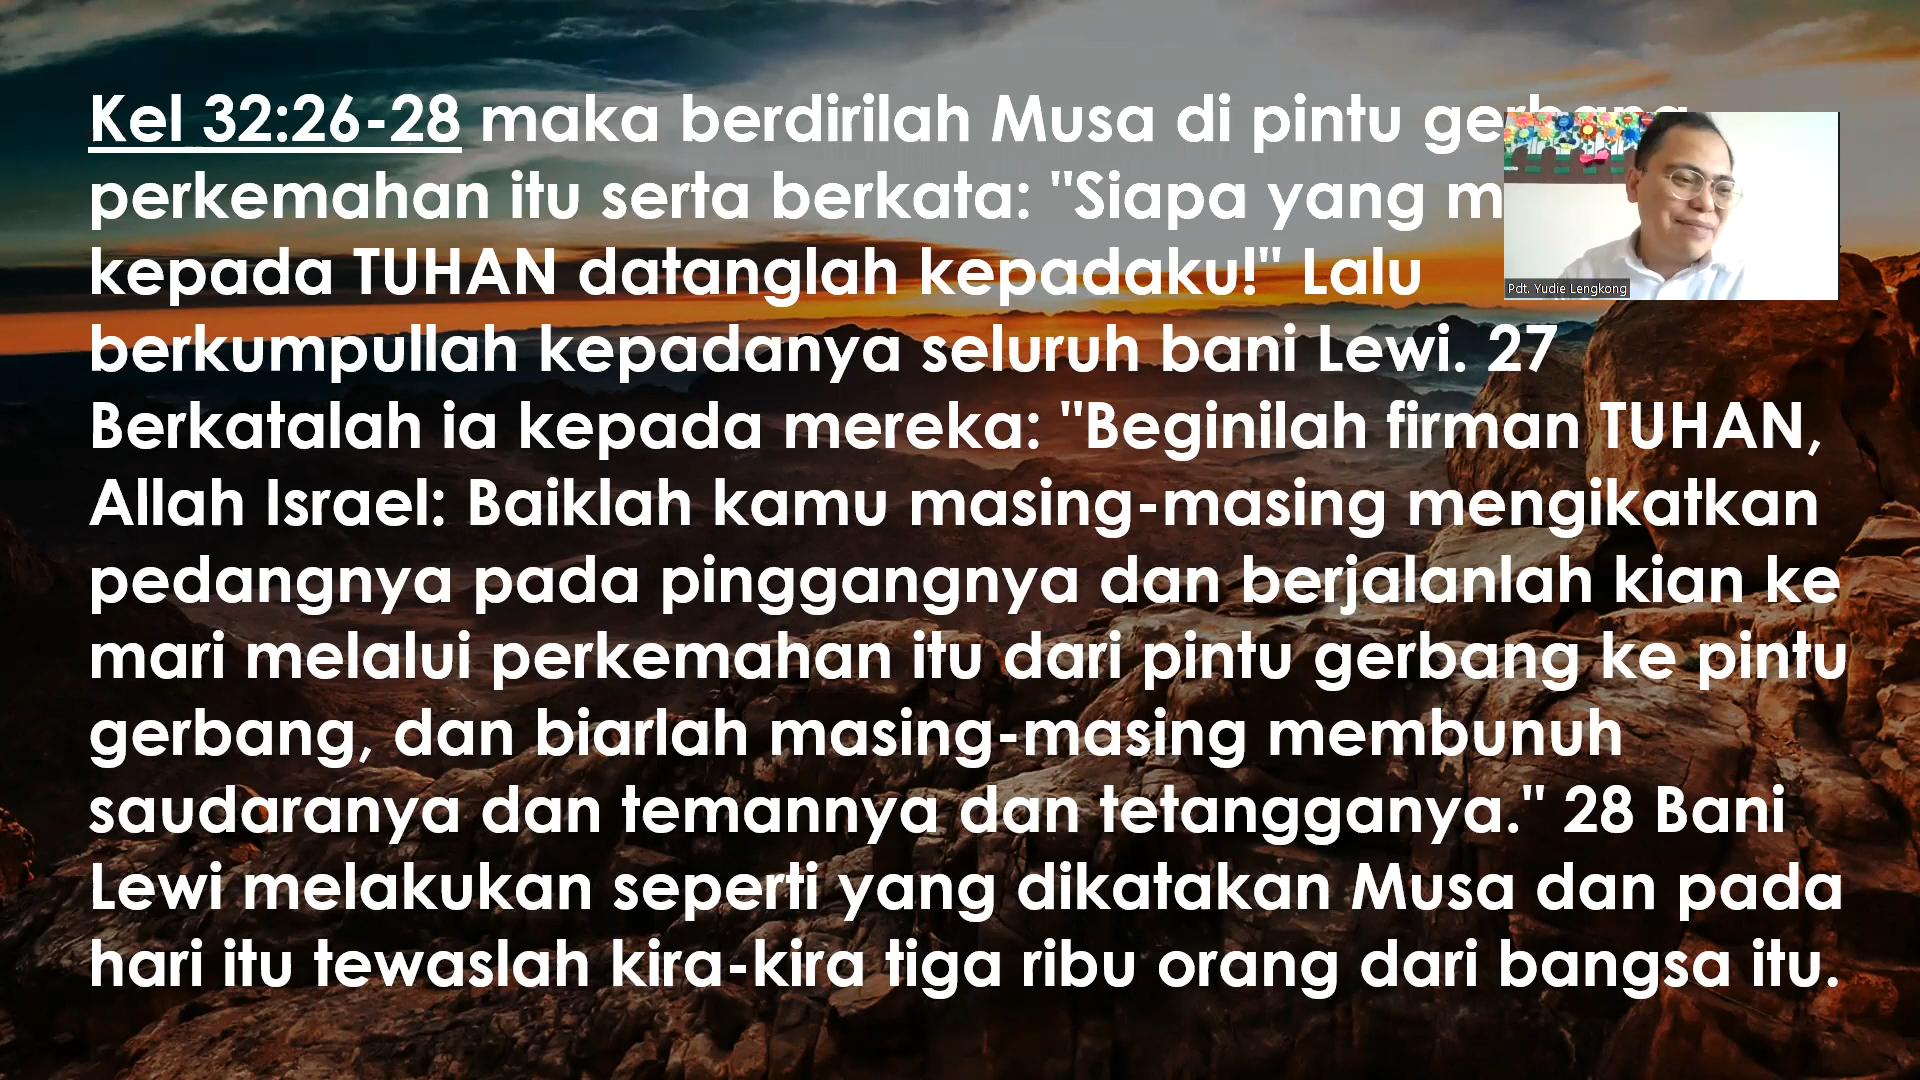 Kel 32:26-28 maka berdirilah Musa di pintu gerbang
perkemahan itu serta berkata: "Siapa yang
kepada TUHAN datanglah kepadaku!" Lalu
berkumpullah kepadanya seluruh bani Lewi. 27
Berkatalah ia kepada mereka: "Beginilah firman TUHAN,
Allah Israel: Baiklah kamu masing-masing mengikatkan
pedangnya pada pinggangnya dan berjalanlah kian ke
mari melalui perkemahan itu dari pintu gerbang ke pintu
gerbang, dan biarlah masing-masing membunuh
saudaranya dan temannya dan tetangganya." 28 Bani
Lewi melakukan seperti yang dikatakan Musa dan pada
hari itu tewaslah kira-kira tiga ribu orang dari bangsa itu.
Pdt. Yudie Lengkong